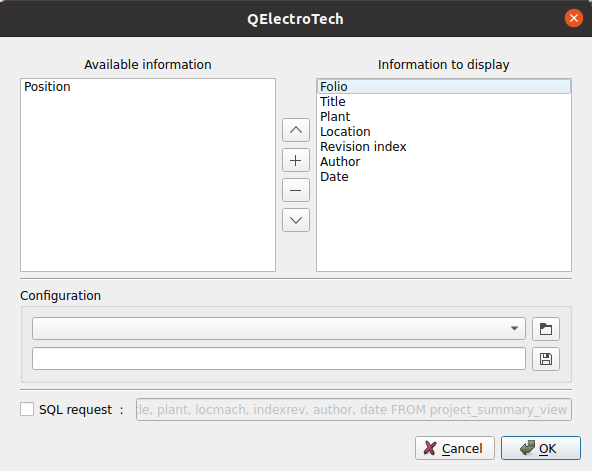 QElectroTech
Available information
Information to display
Position
Folio
Title
Plant
Location
Revision index
Author
Date
Configuration
SQL request :
tle, plant, locmach, indexrev, author, date FROM project_summary_view
Cancel
OK